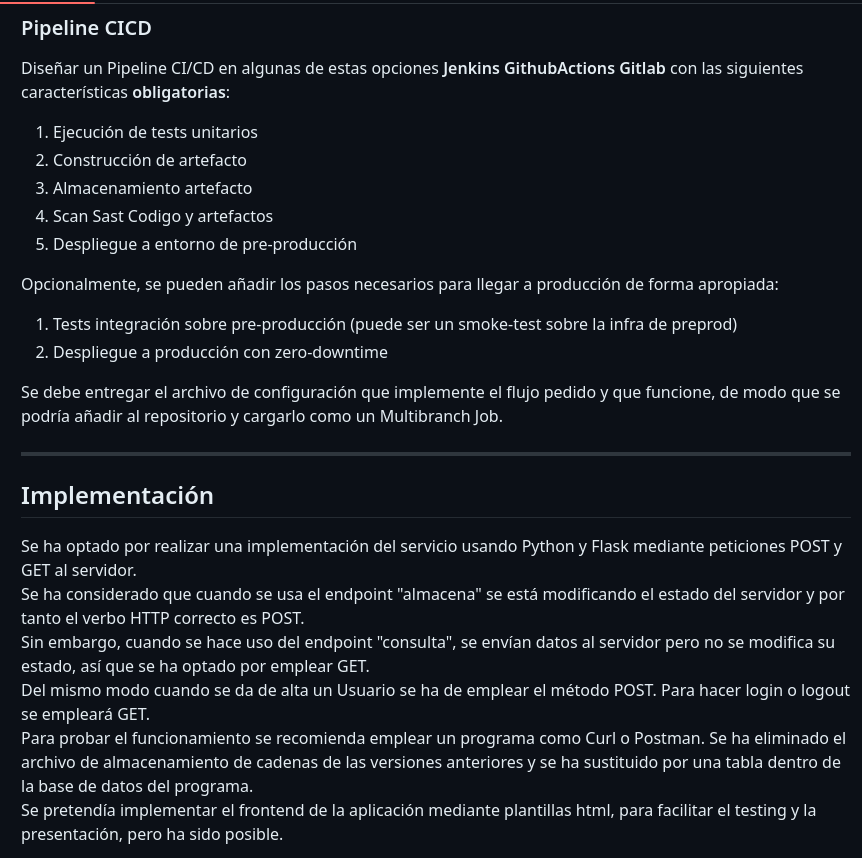 Pipeline CICD
Diseñar un Pipeline CI/CD en algunas de estas opciones Jenkins GithubActions Gitlab con las siguientes
características obligatorias:
1. Ejecución de tests unitarios
2. Construcción de artefacto
3. Almacenamiento artefacto
4. Scan Sast Codigo y artefactos
5. Despliegue a entorno de pre-producción
Opcionalmente, se pueden añadir los pasos necesarios para llegar a producción de forma apropiada:
1. Tests integración sobre pre-producción (puede ser un smoke-test sobre la infra de preprod)
2. Despliegue a producción con zero-downtime
Se debe entregar el archivo de configuración que implemente el flujo pedido y que funcione, de modo que se
podría añadir al repositorio y cargarlo como un Multibranch Job.
Implementación
Se ha optado por realizar una implementación del servicio usando Python y Flask mediante peticiones POST y
GET al servidor.
Se ha considerado que cuando se usa el endpoint "almacena" se está modificando el estado del servidor y por
tanto el verbo HTTP correcto es POST.
Sin embargo, cuando se hace uso del endpoint "consulta", se envían datos al servidor pero no se modifica su
estado, así que se ha optado por emplear GET.
Del mismo modo cuando se da de alta un Usuario se ha de emplear el método POST. Para hacer login o logout
se empleará GET.
Para probar el funcionamiento se recomienda emplear un programa como Curl o Postman. Se ha eliminado el
archivo de almacenamiento de cadenas de las versiones anteriores y se ha sustituido por una tabla dentro de
la base de datos del programa.
Se pretendía implementar el frontend de la aplicación mediante plantillas html, para facilitar el testing y la
presentación, pero ha sido posible.